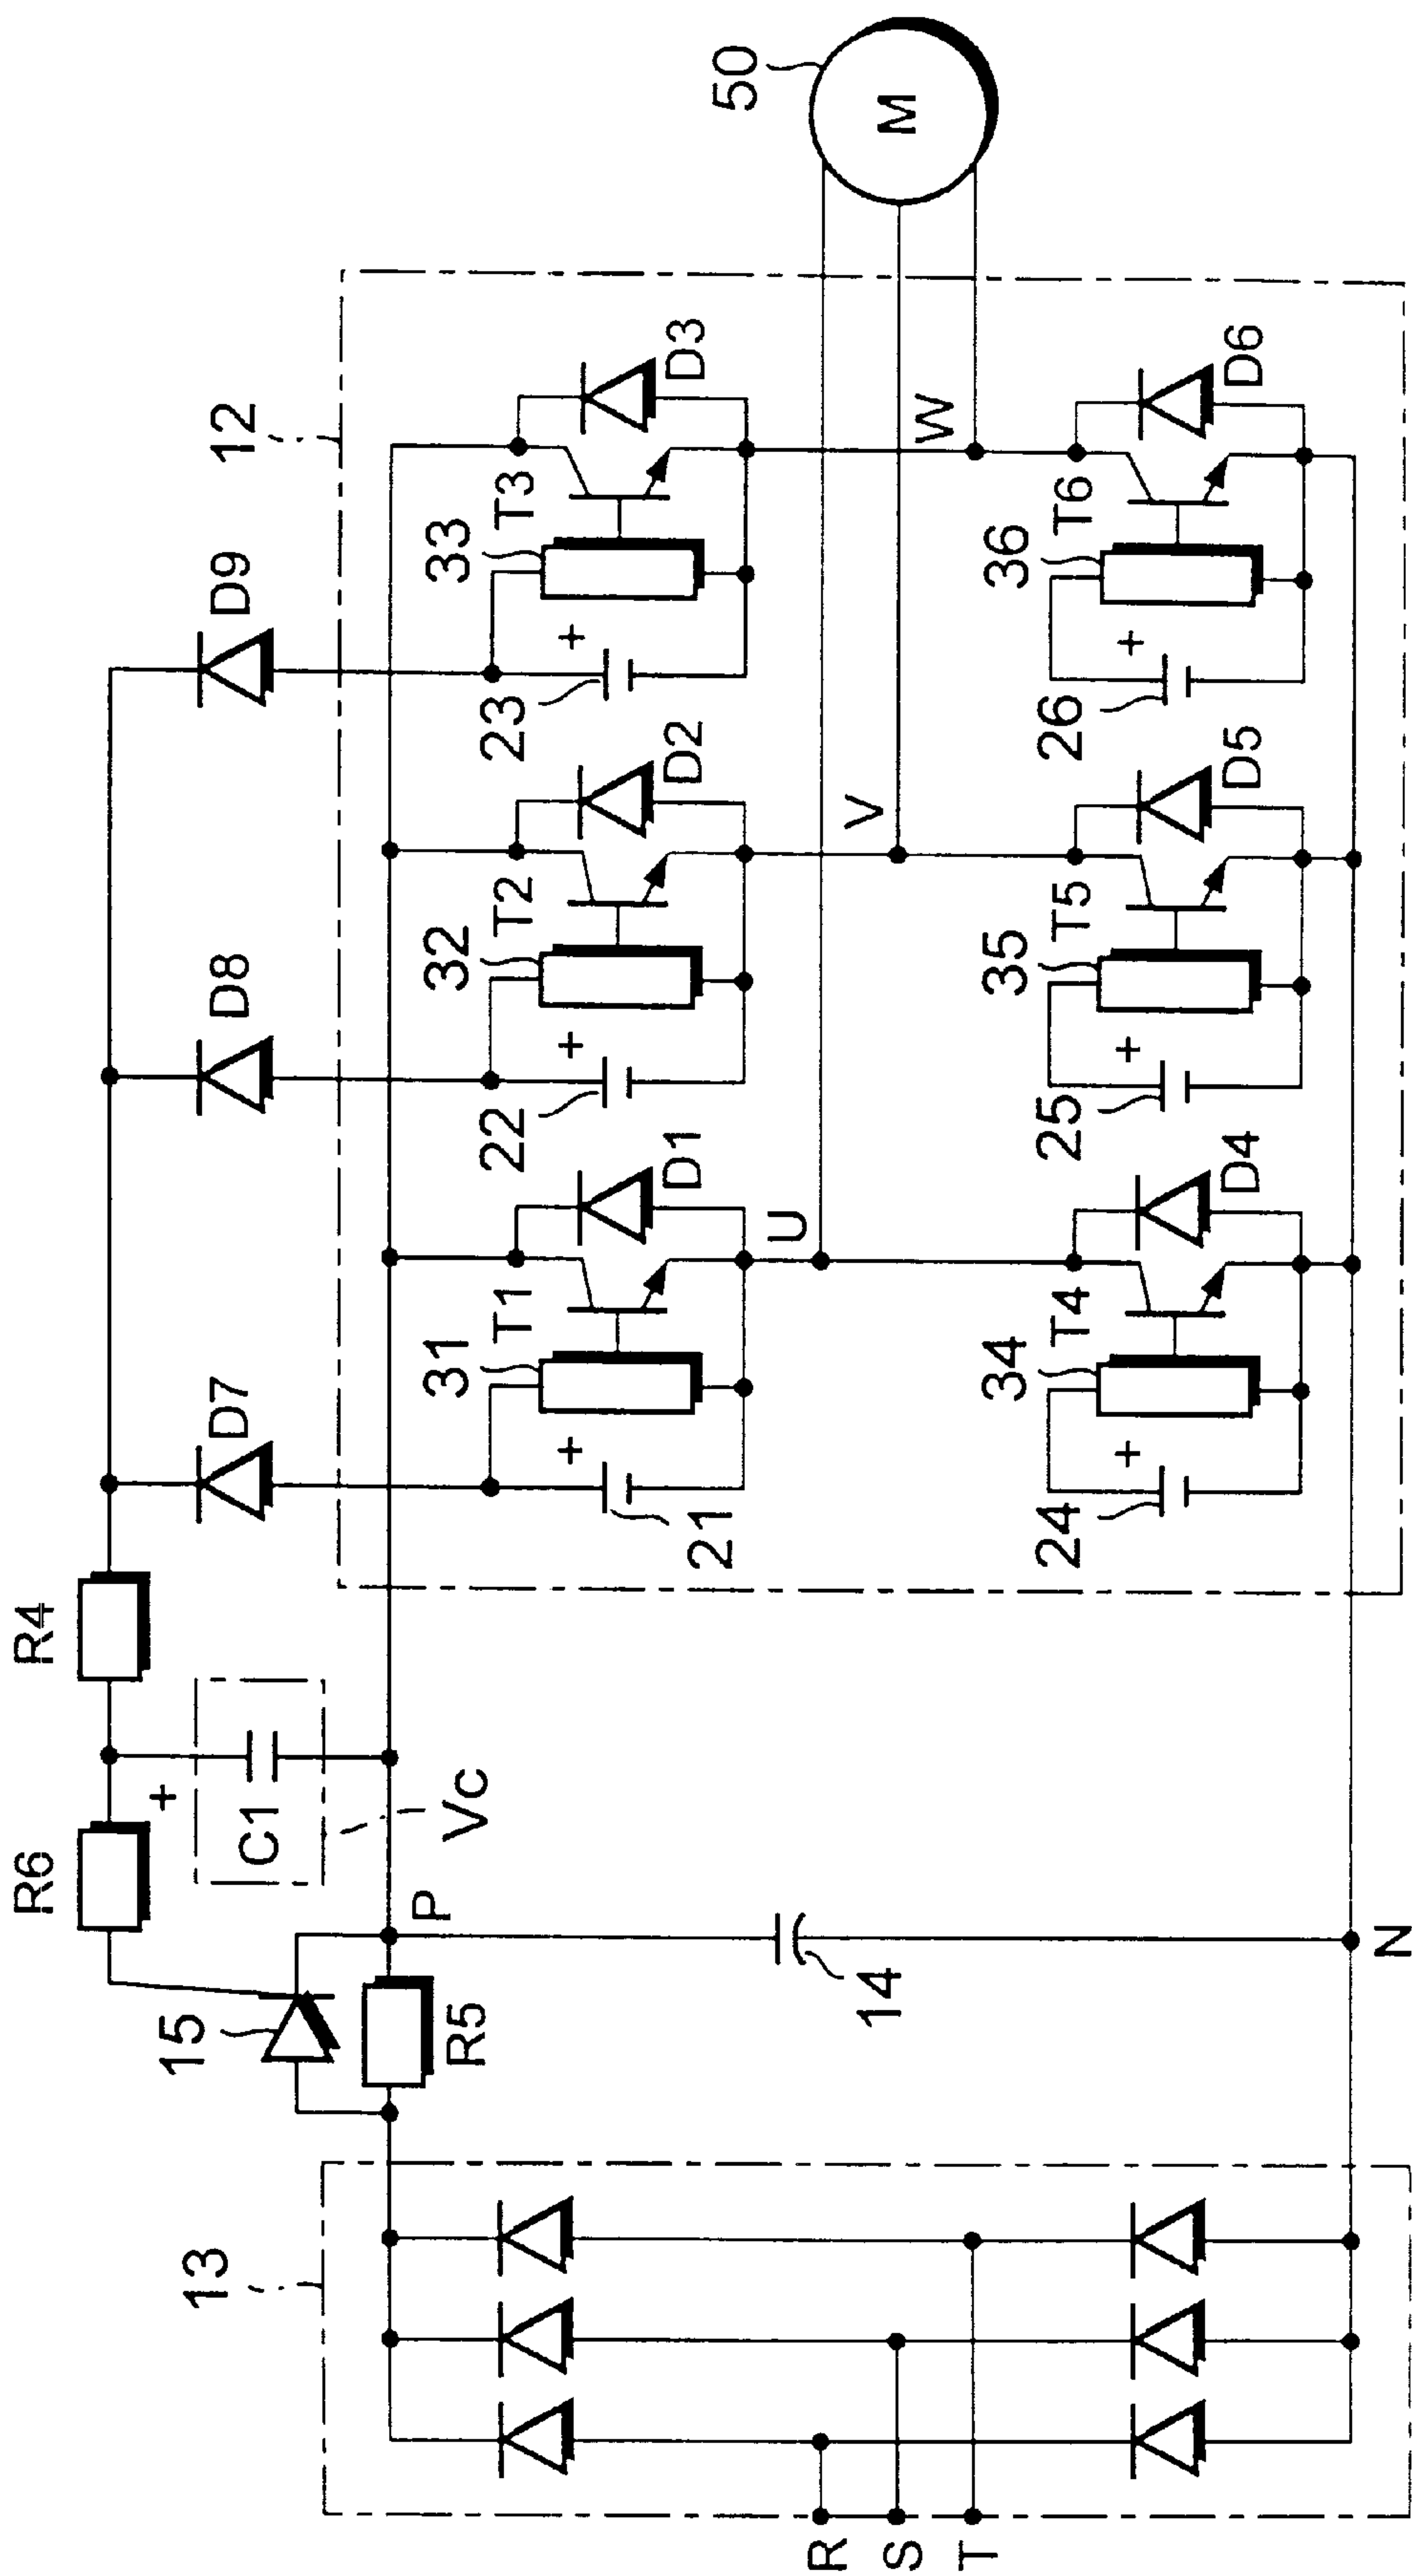 R4
R6
+
C1
Vc
15
R5
P
14
N
13
R
S
T
D7
D8
D9
12
31
T1
+
21
D1
U
32
T2
+
22
D2
V
33
T3
+
23
D3
W
34
T4
+
24
D4
35
T5
+
25
D5
36
T6
+
26
D6
50
M